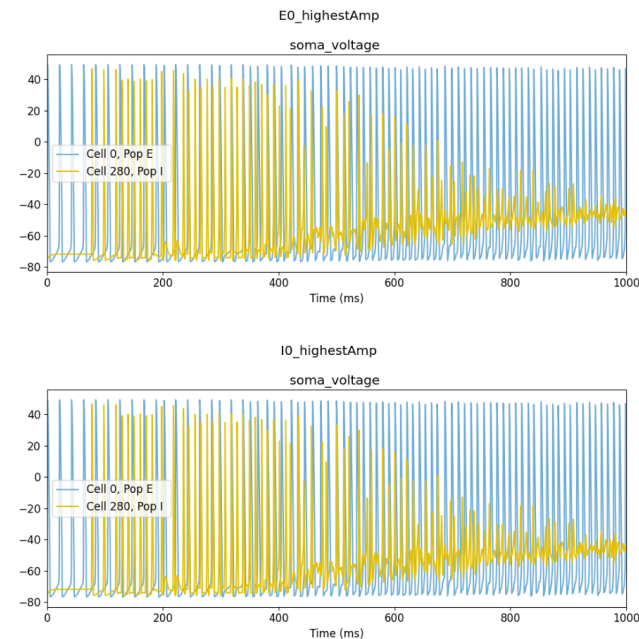 E0_highestAmp
soma_voltage
40
20
0
−20
−40
−60
−80
Cell 0, Pop E
Cell 280, Pop I
0 200 400 600 800 1000
Time (ms)
I0_highestAmp
soma_voltage
40
20
0
−20
−40
−60
−80
Cell 0, Pop E
Cell 280, Pop I
0 200 400 600 800 1000
Time (ms)